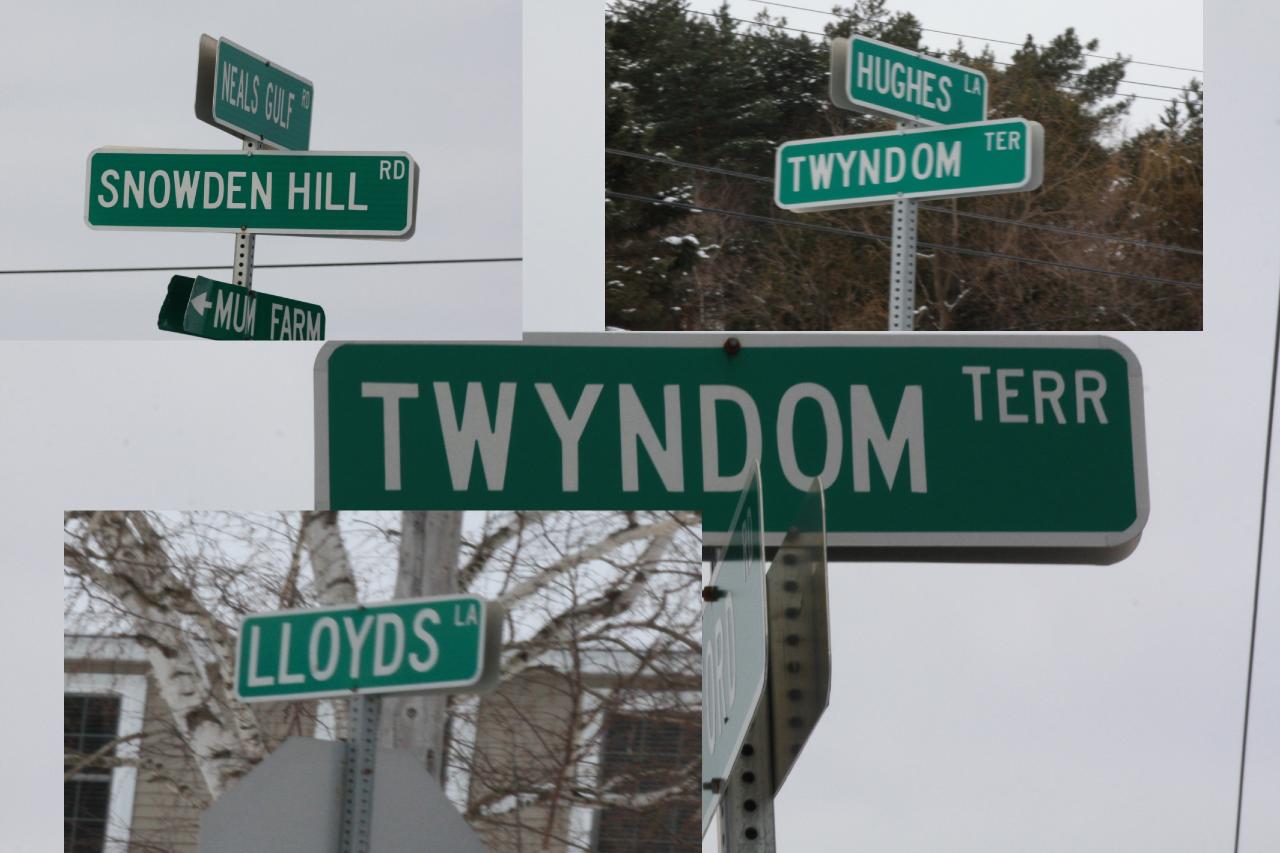 NEALS GULF RD
SNOWDEN HILL RD
MUM FARM
HUGHES LA
TWYNDOM TER
TWYNDOM TERR
LLOYDS LA